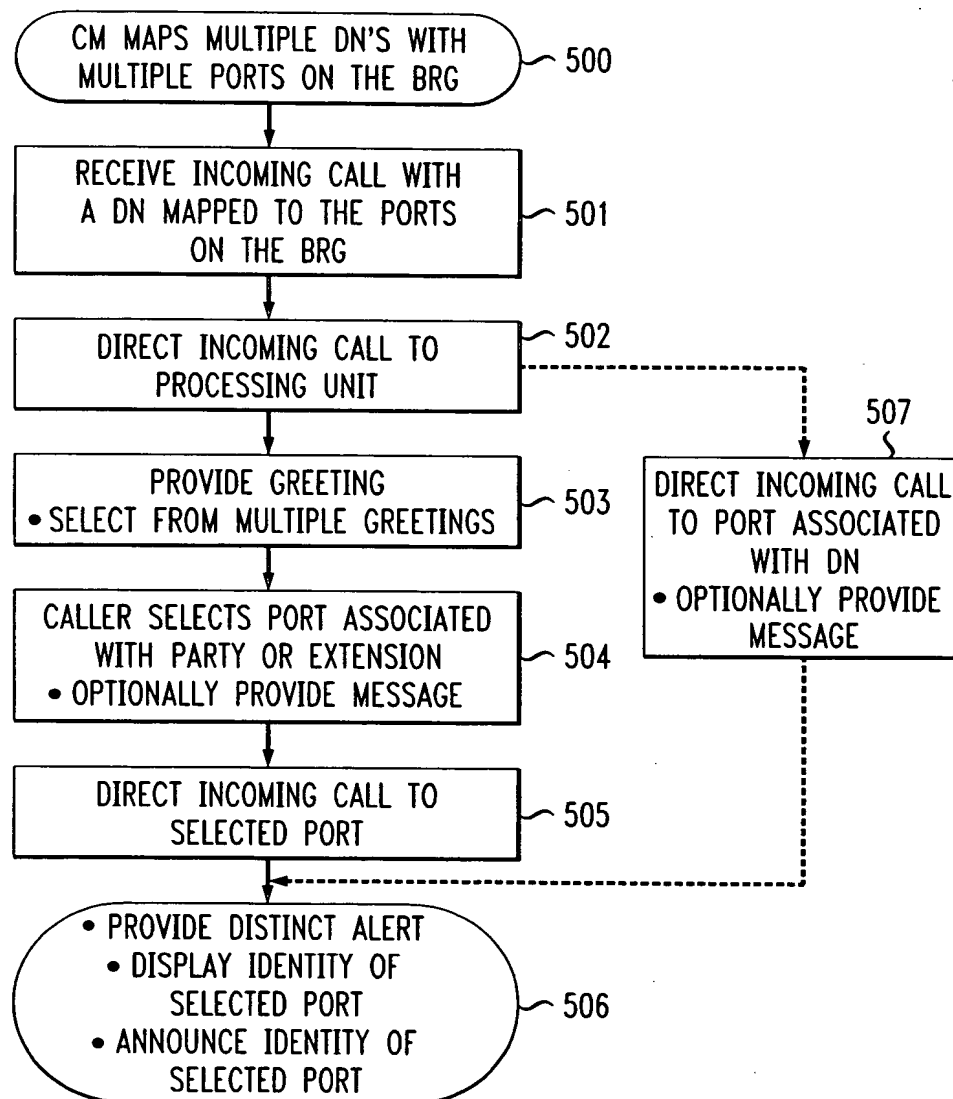 CM MAPS MULTIPLE DN'S WITH
MULTIPLE PORTS ON THE BRG
500
RECEIVE INCOMING CALL WITH
A DN MAPPED TO THE PORTS
ON THE BRG
501
DIRECT INCOMING CALL TO
PROCESSING UNIT
502
PROVIDE GREETING
• SELECT FROM MULTIPLE GREETINGS
503
CALLER SELECTS PORT ASSOCIATED
WITH PARTY OR EXTENSION
• OPTIONALLY PROVIDE MESSAGE
504
DIRECT INCOMING CALL TO
SELECTED PORT
505
507
DIRECT INCOMING CALL
TO PORT ASSOCIATED
WITH DN
• OPTIONALLY PROVIDE
MESSAGE
• PROVIDE DISTINCT ALERT
• DISPLAY IDENTITY OF
SELECTED PORT
• ANNOUNCE IDENTITY OF
SELECTED PORT
506